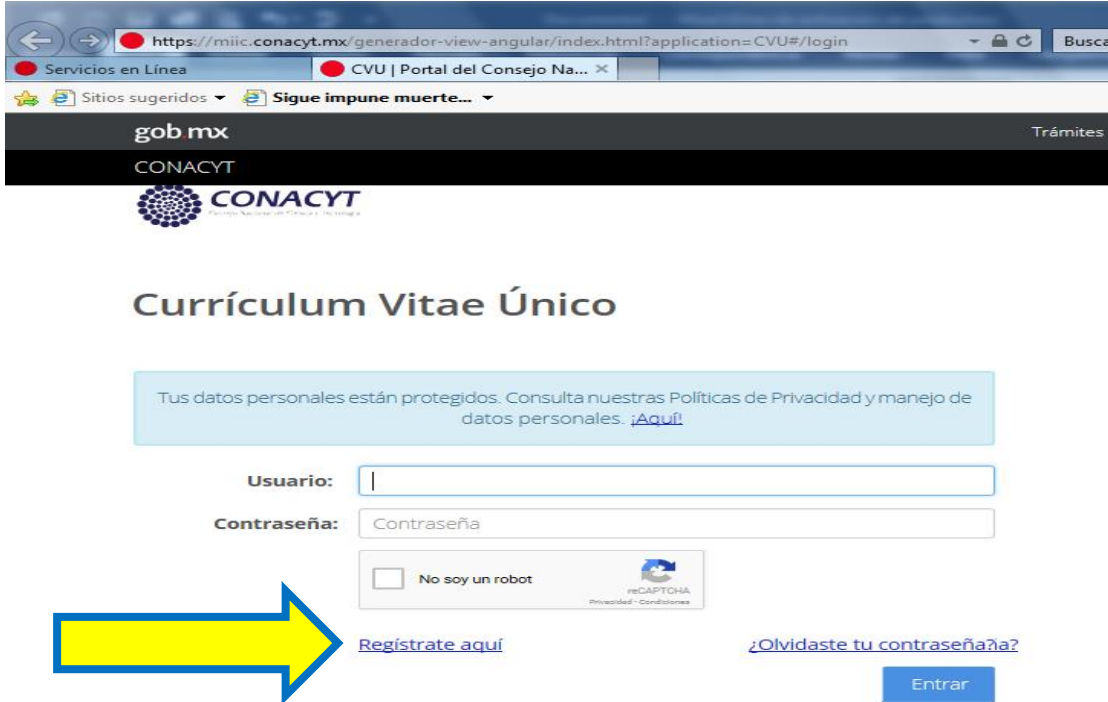 https://miic.conacyt.mx/generador-view-angular/index.html?application=CVU#/login
Busca
Servicios en Línea
CVU | Portal del Consejo Na...
Sitios sugeridos
Sigue impune muerte...
gob.mx
Trámites
CONACYT
CONACYT
Currículum Vitae Único
Tus datos personales están protegidos. Consulta nuestras Políticas de Privacidad y manejo de
datos personales. ¡Aquí!
Usuario:
Contraseña: Contraseña
No soy un robot
reCAPTCHA
Privacidad - Condiciones
Regístrate aquí
¿Olvidaste tu contraseña?ia?
Entrar